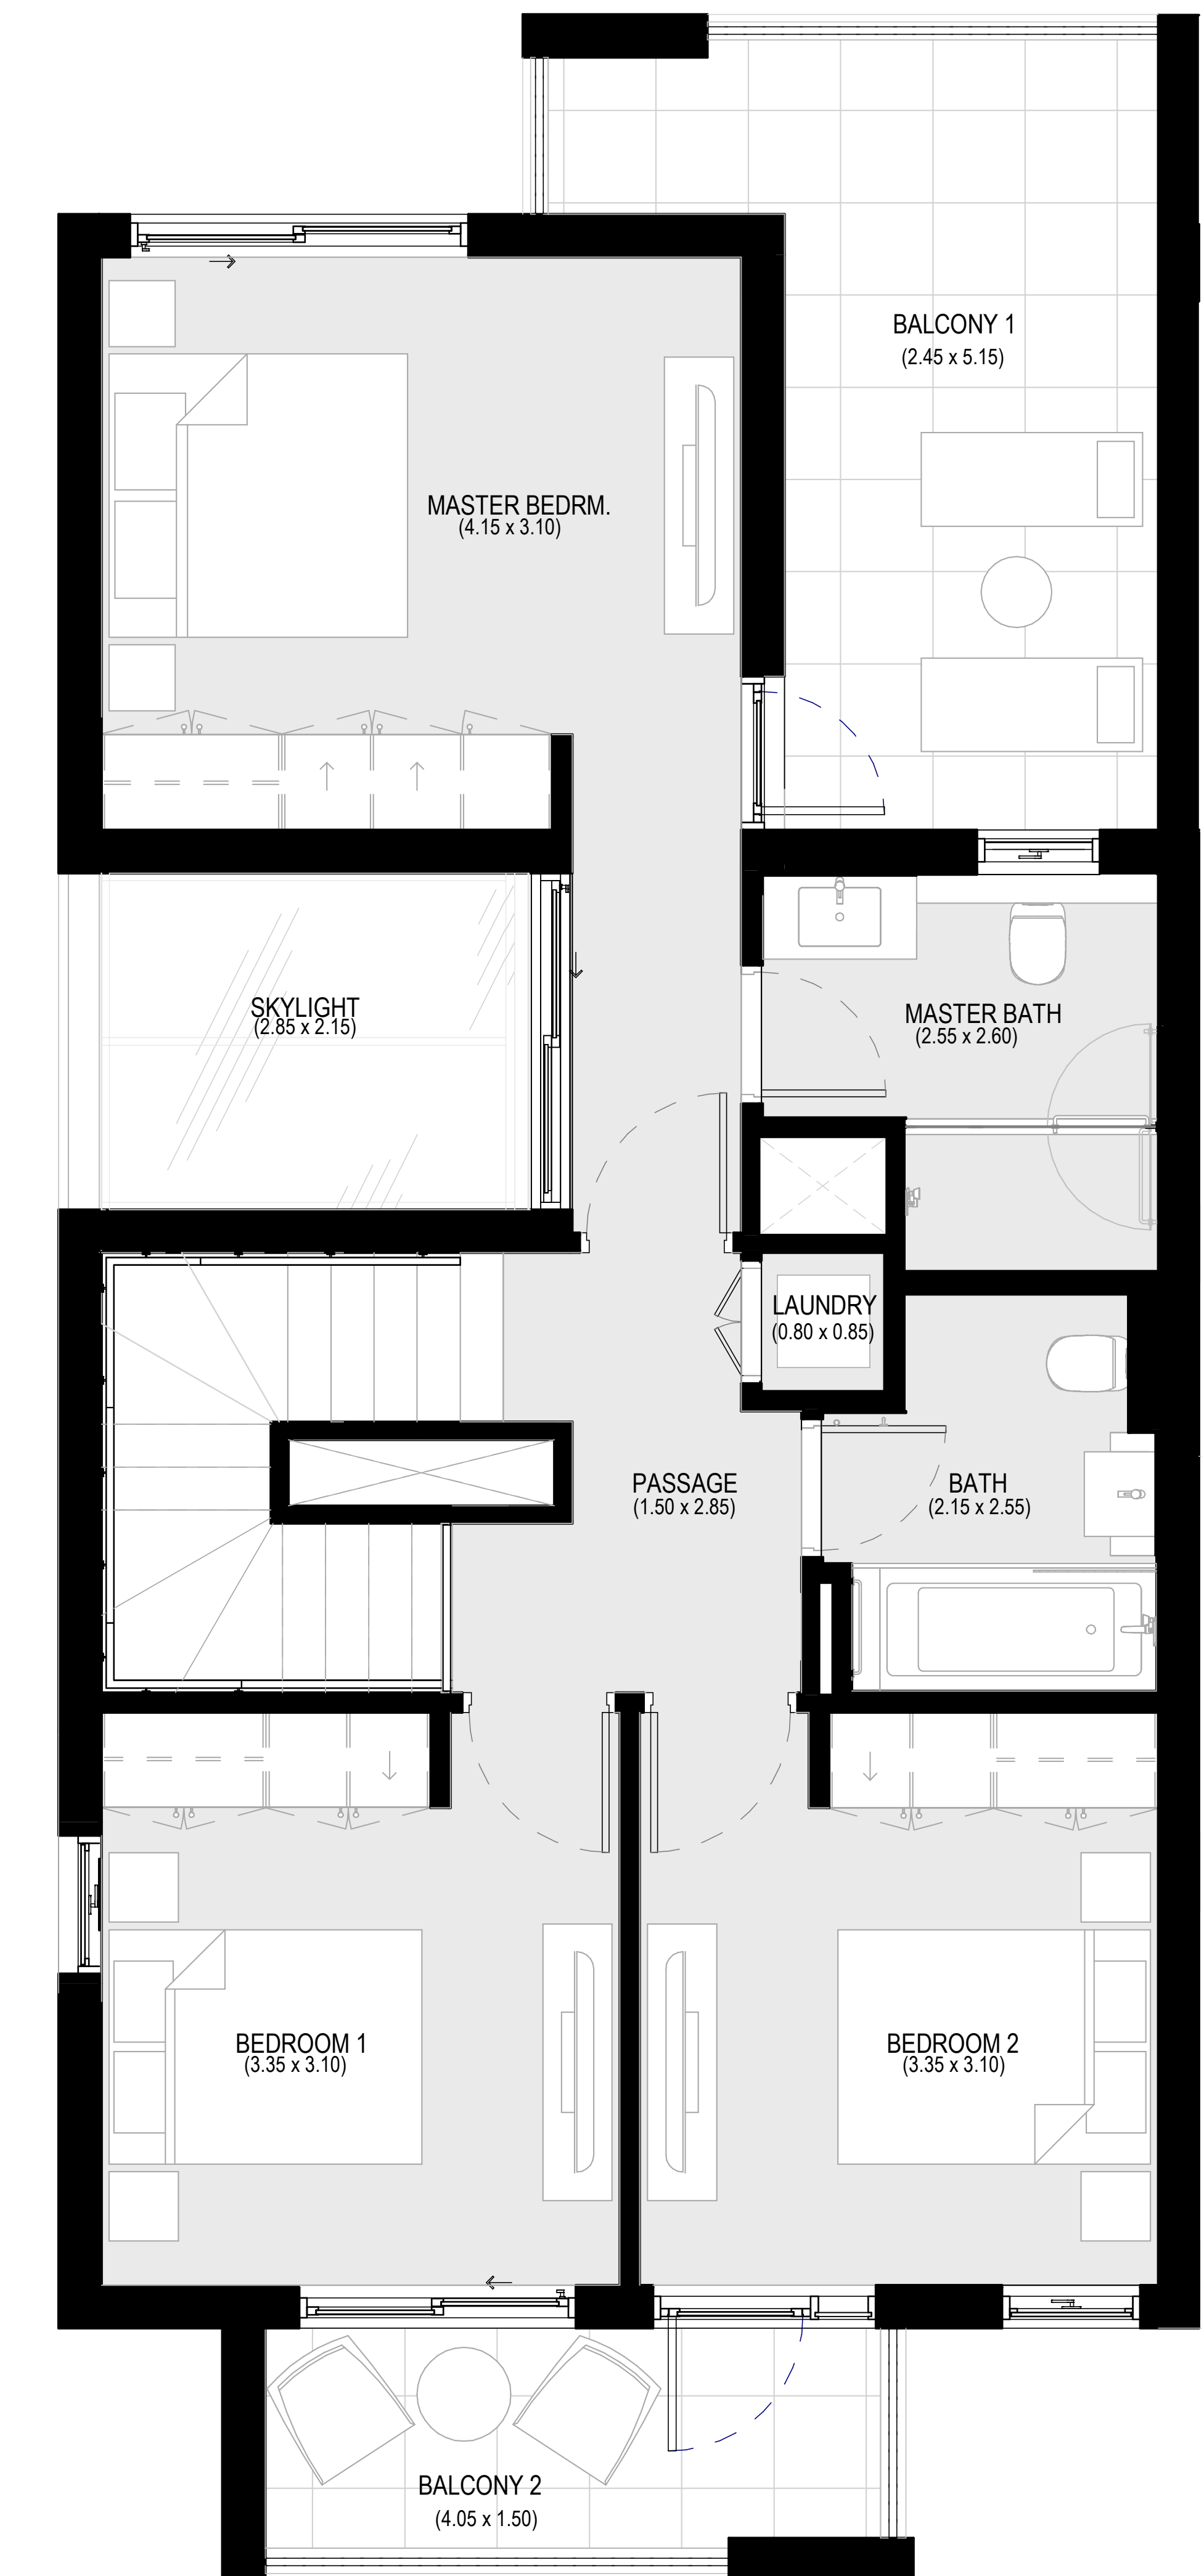 BALCONY 1
(2.45 x 5.15)
MASTER BEDRM.
(4.15 x 3.10)
SKYLIGHT
(2.85 x 2.15)
MASTER BATH
(2.55 x 2.60)
LAUNDRY
(0.80 x 0.85)
PASSAGE
(1.50 x 2.85)
BATH
(2.15 x 2.55)
BEDROOM 1
(3.35 x 3.10)
BEDROOM 2
(3.35 x 3.10)
BALCONY 2
(4.05 x 1.50)